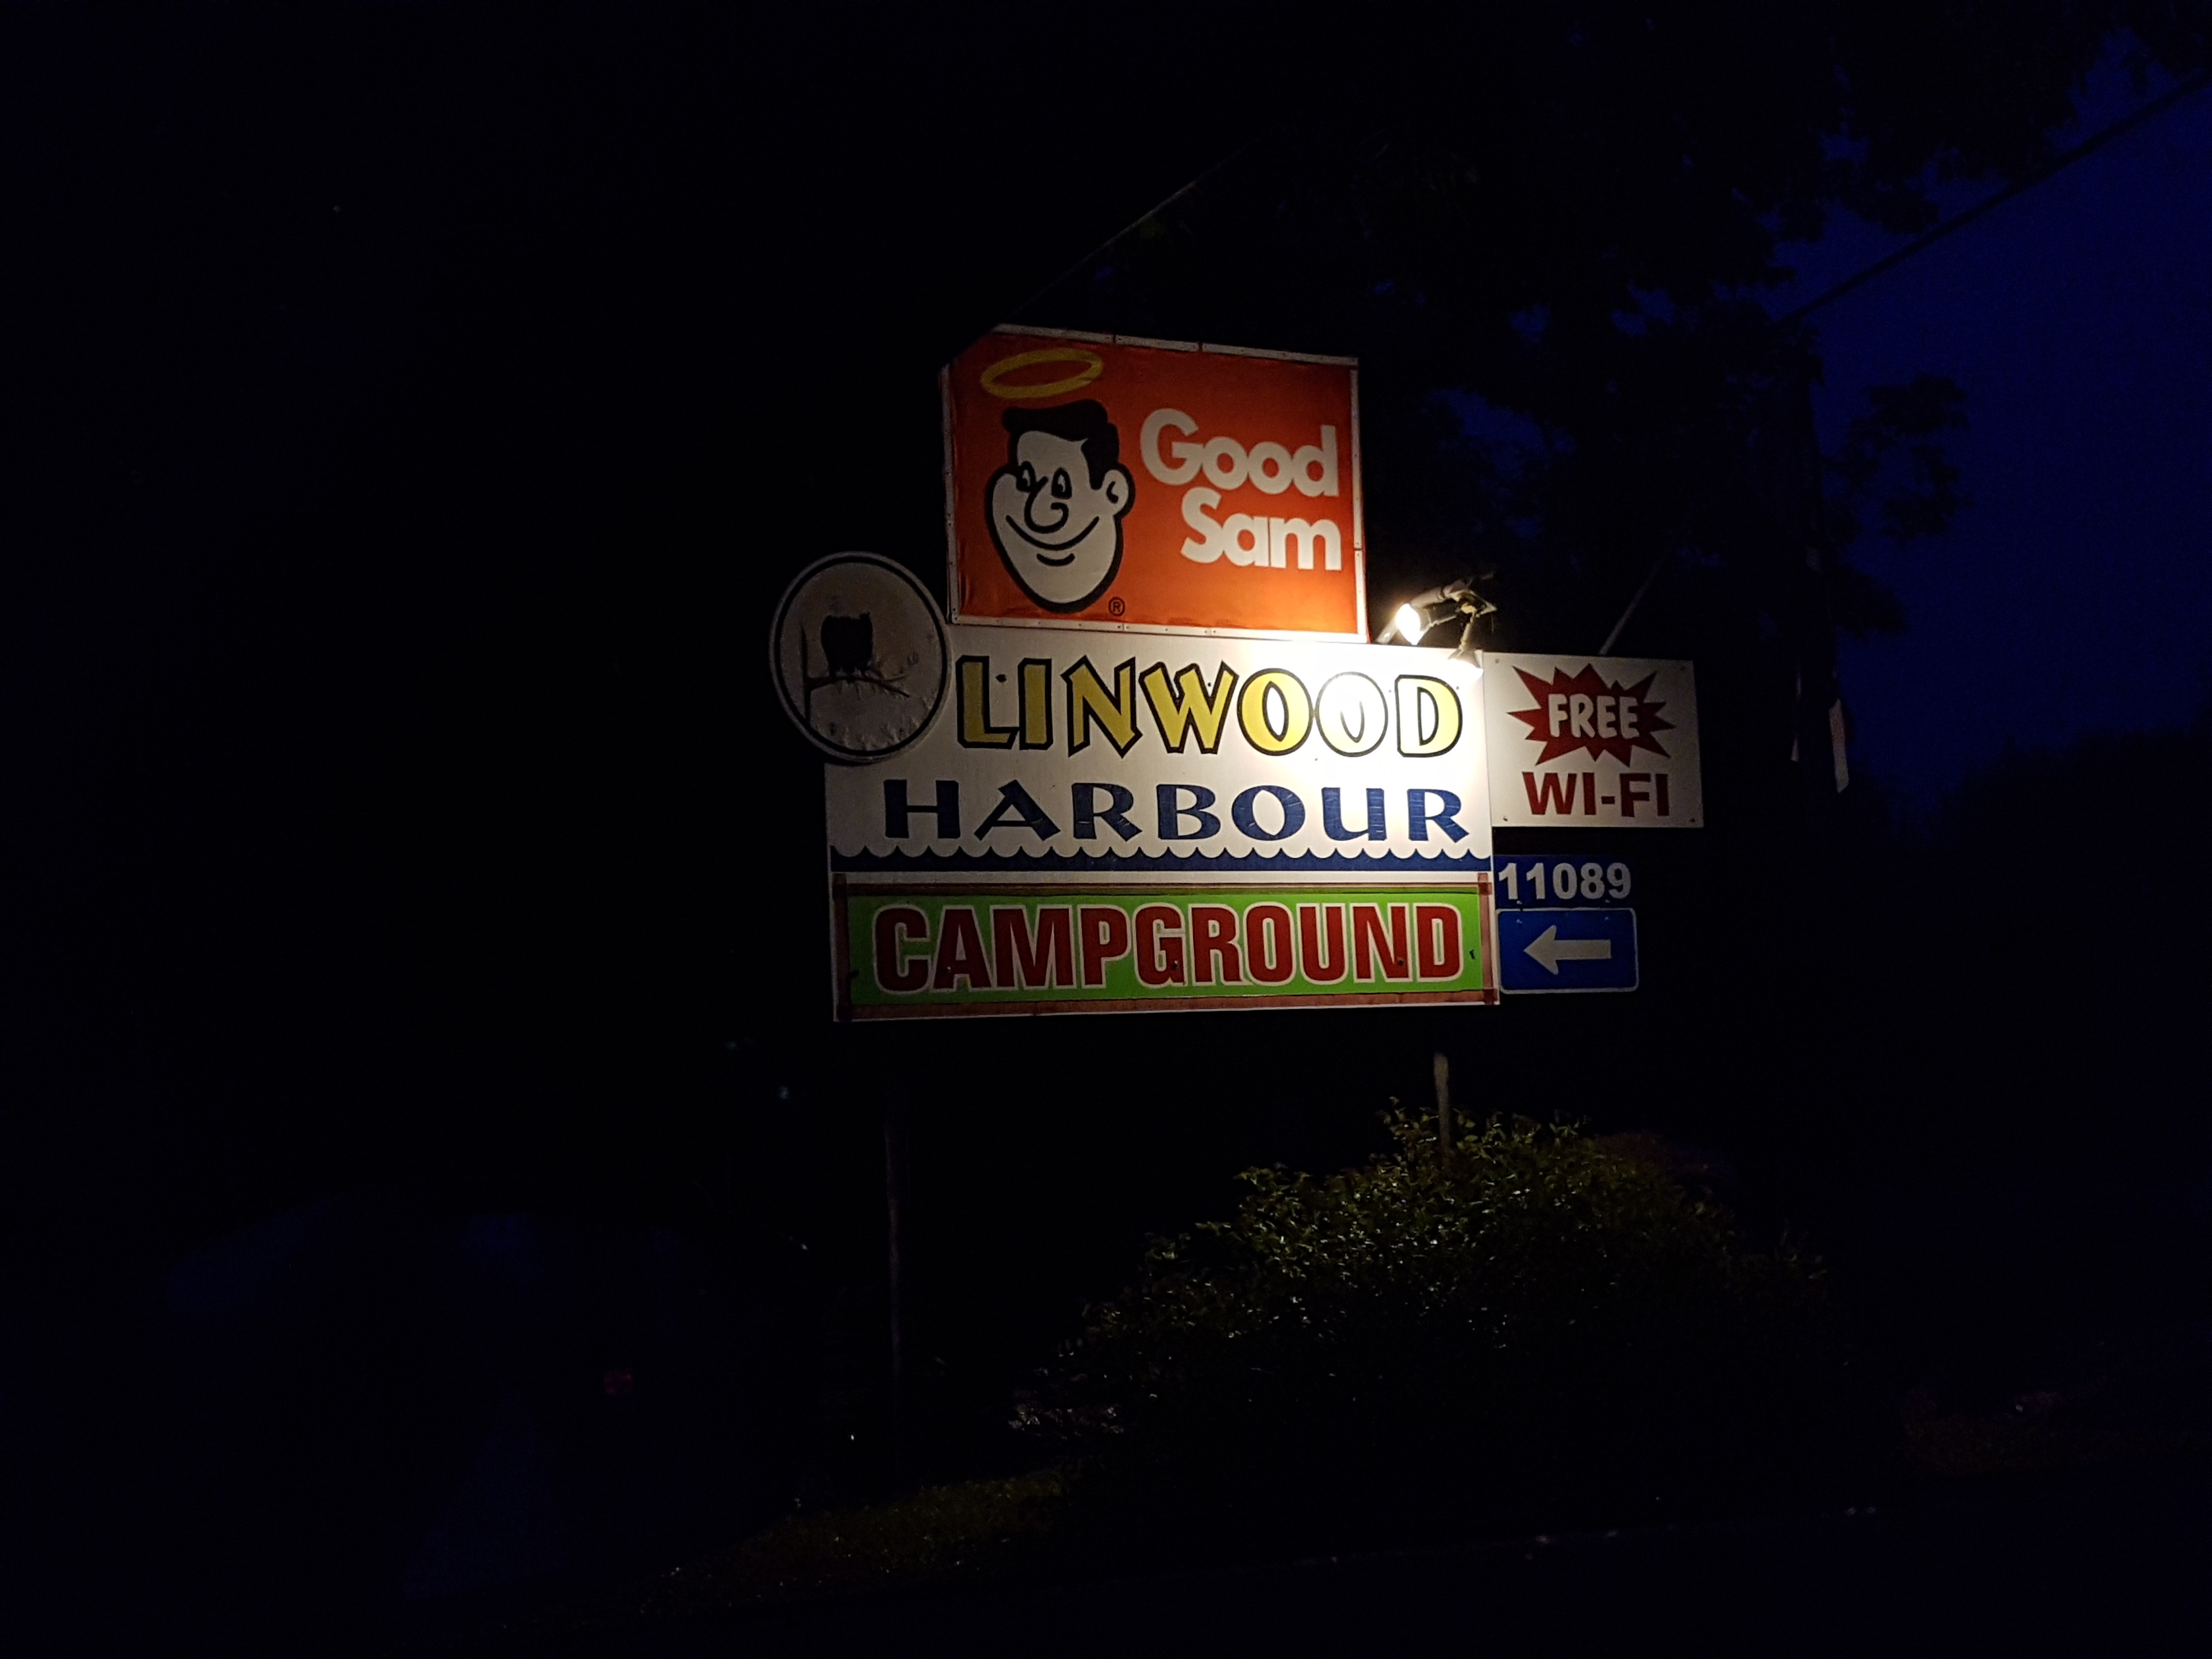 Good
Sam
®
LINWOOD
HARBOUR
FREE
WI-FI
11089
CAMPGROUND